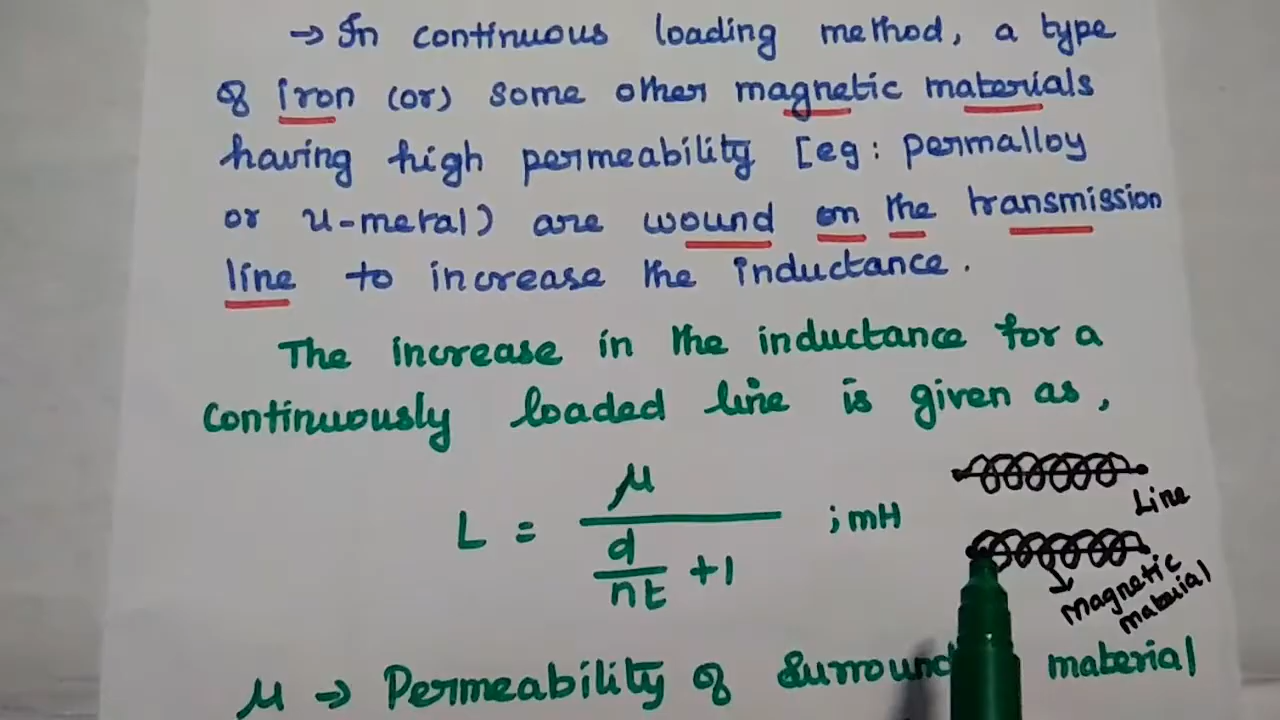 → In continuous loading method, a type
of iron (or) some other magnetic materials
having high permeability [eg: permalloy
or u-metal) are wound on the transmission
line to increase the inductance.
The increase in the inductance for a
continuously loaded line is given as,
L = μ / (d/nt + 1) ; mH
Line
Magnetic
material
μ → Permeability of surround material